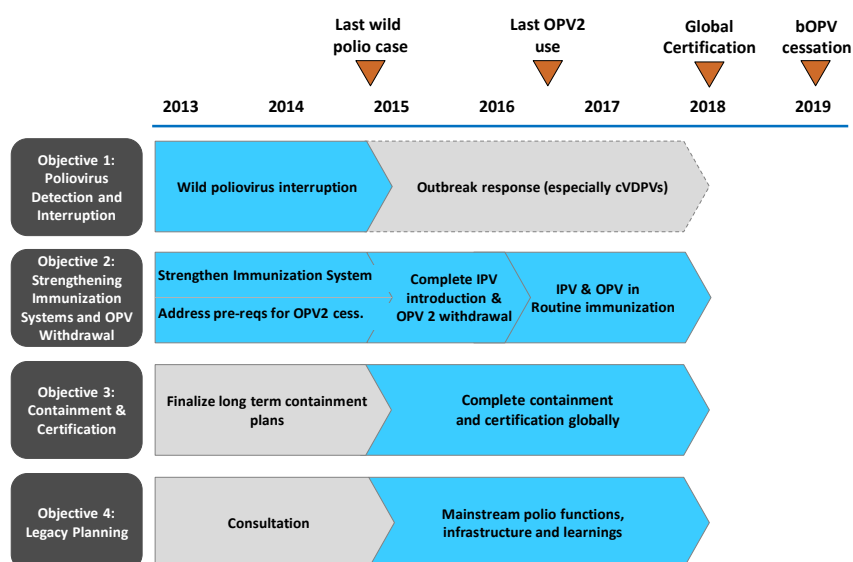 Last wild
polio case
Last OPV2
use
Global
Certification
bOPV
cessation
2013
2014
2015
2016
2017
2018
2019
Objective 1:
Poliovirus
Detection and
Interruption
Wild poliovirus interruption
Outbreak response (especially cVDPVs)
Objective 2:
Strengthening
Immunization
Systems and OPV
Withdrawal
Strengthen Immunization System
Address pre-reqs for OPV2 cess.
Complete IPV
introduction &
OPV 2 withdrawal
IPV & OPV in
Routine immunization
Objective 3:
Containment &
Certification
Finalize long term containment
plans
Complete containment
and certification globally
Objective 4:
Legacy Planning
Consultation
Mainstream polio functions,
infrastructure and learnings